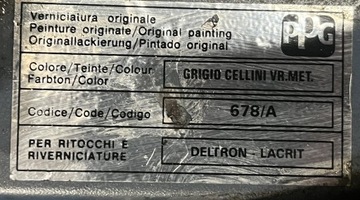 Verniciatura originale
Peinture originale/Original painting
Originallackierung/Pintado original
PPG
Colore/Teinte/Colour
Farbton/Color
GRIGIO CELLINI VR.MET.
Codice/Code/Codigo
678/A
PER RITOCCHI E
RIVERNICIATURE
DELTRON - LACRIT